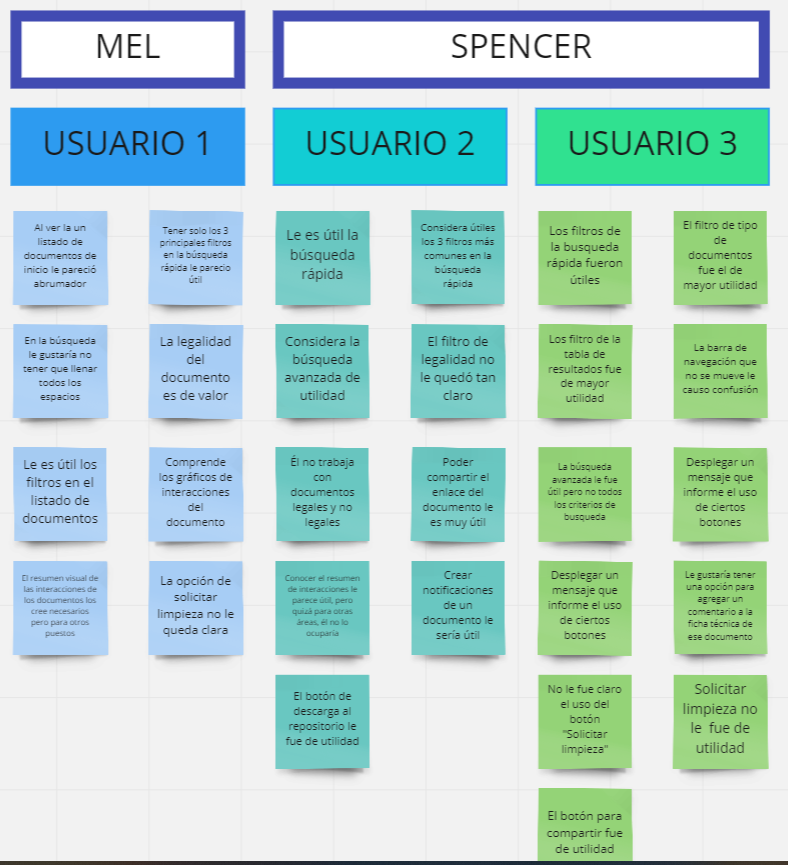 MEL
SPENCER
USUARIO 1
USUARIO 2
USUARIO 3
Al ver la un
listado de
documentos de
inicio le pareció
abrumador
Tener solo los 3
principales filtros
en la búsqueda
rápida le parecio
útil
En la búsqueda
le gustaría no
tener que llenar
todos los
espacios
La legalidad
del
documento
es de valor
Le es útil los
filtros en el
listado de
documentos
Comprende
los gráficos de
interacciones
del
documento
El resumen visual de
las interacciones de
los documentos los
cree necesarios
pero para otros
puestos
La opción de
solicitar
limpieza no le
queda clara
Le es útil la
búsqueda
rápida
Considera útiles
los 3 filtros más
comunes en la
búsqueda
rápida
Considera la
búsqueda
avanzada de
utilidad
El filtro de
legalidad no
le quedó tan
claro
Él no trabaja
con
documentos
legales y no
legales
Poder
compartir el
enlace del
documento le
es muy útil
Conocer el resumen
de interacciones le
parece útil, pero
quizá para otras
áreas, él no lo
ocuparía
Crear
notificaciones
de un
documento le
sería útil
El botón de
descarga al
repositorio le
fue de utilidad
Los filtros de
la busqueda
rápida fueron
útiles
El filtro de tipo
de
documentos
fue el de
mayor utilidad
Los filtro de la
tabla de
resultados fue
de mayor
utilidad
La barra de
navegación que
no se mueve le
causo confusión
La búsqueda
avanzada le fue
útil pero no todos
los criterios de
busqueda
Desplegar un
mensaje que
informe el uso
de ciertos
botones
Desplegar un
mensaje que
informe el uso
de ciertos
botones
Le gustaría tener
una opción para
agregar un
comentario a la
ficha técnica de
ese documento
No le fue claro
el uso del
botón
"Solicitar
limpieza"
Solicitar
limpieza no
le fue de
utilidad
El botón para
compartir fue
de utilidad